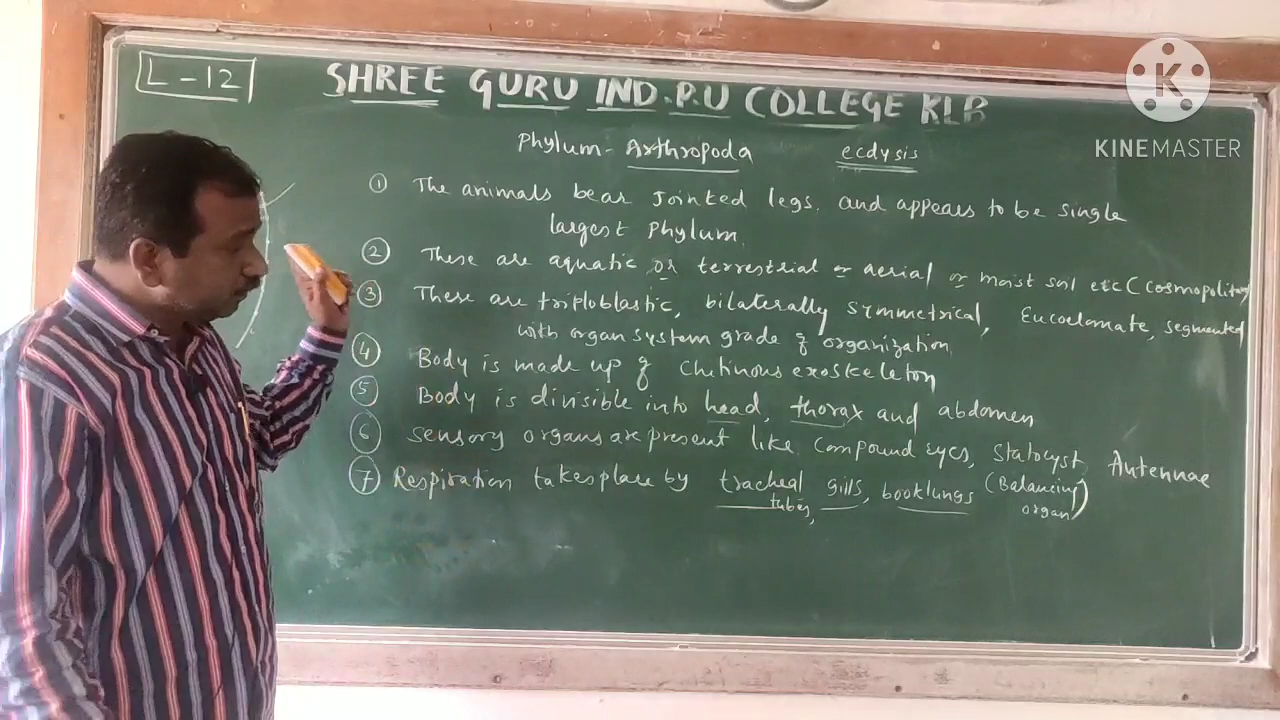 L-12
SHREE GURU IND. P.U COLLEGE KLB
K
KINEMASTER
Phylum - Arthropoda ecdysis
① The animals bear Jointed legs. and appears to be single
largest phylum.
② These are aquatic or terrestrial or aerial or moist soil etc (cosmopolitan)
③ These are triploblastic, bilaterally symmetrical, Eucoelomate, segmented
with organ system grade of organization
④ Body is made up of Chitinous exoskeleton
⑤ Body is divisible into head, thorax and abdomen
⑥ Sensory organs are present like compound eyes, statocyst, Antennae
(Balancing organ)
⑦ Respiration takes place by tracheal tubes, gills, booklungs